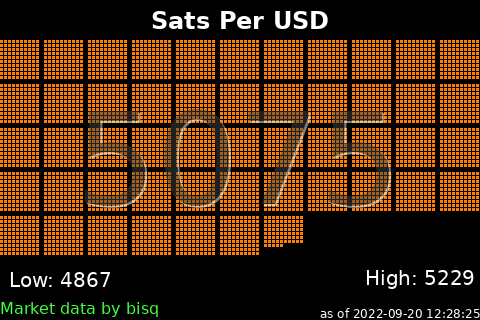 Sats Per USD
5075
Low: 4867
High: 5229
Market data by bisq
as of 2022-09-20 12:28:25